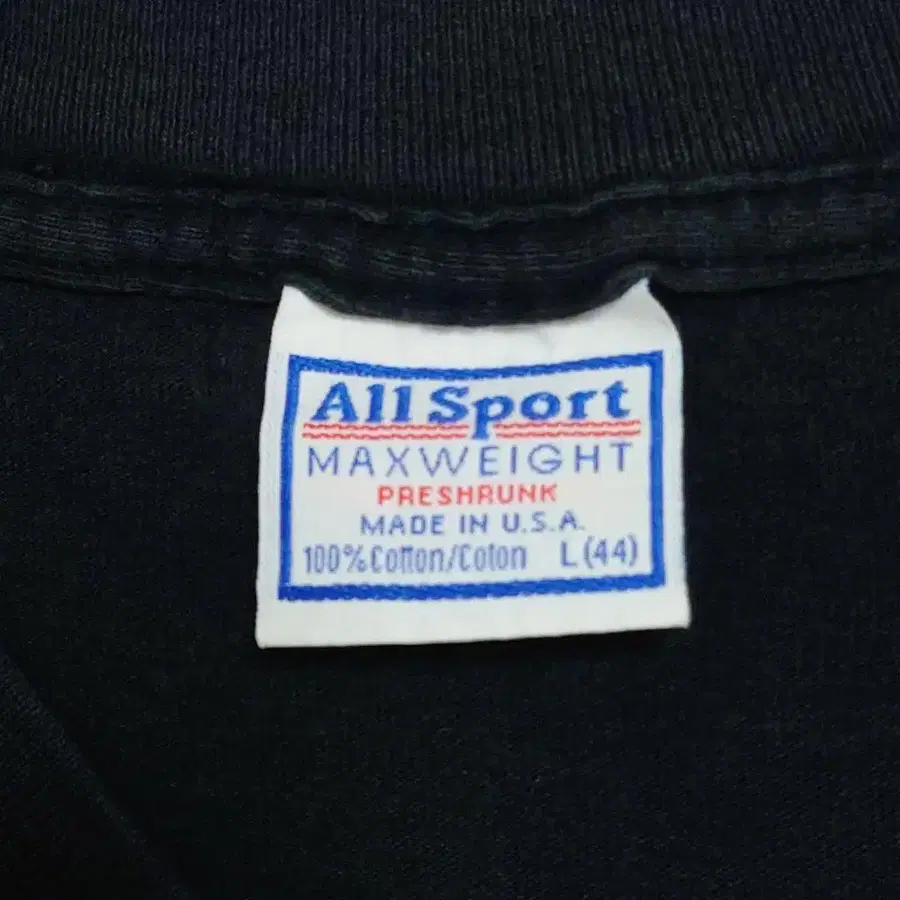 All Sport
MAXWEIGHT
PRESHRUNK
MADE IN U.S.A.
100% Cotton/Coton L (44)